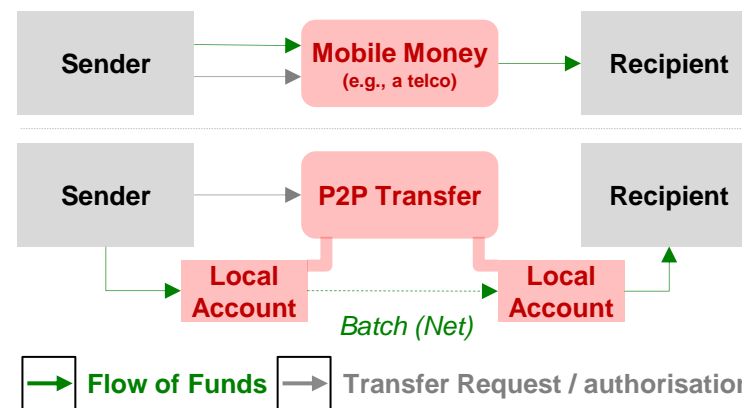 Sender
Mobile Money
(e.g., a telco)
Recipient
Sender
P2P Transfer
Recipient
Local
Account
Local
Account
Batch (Net)
Flow of Funds
Transfer Request / authorisation